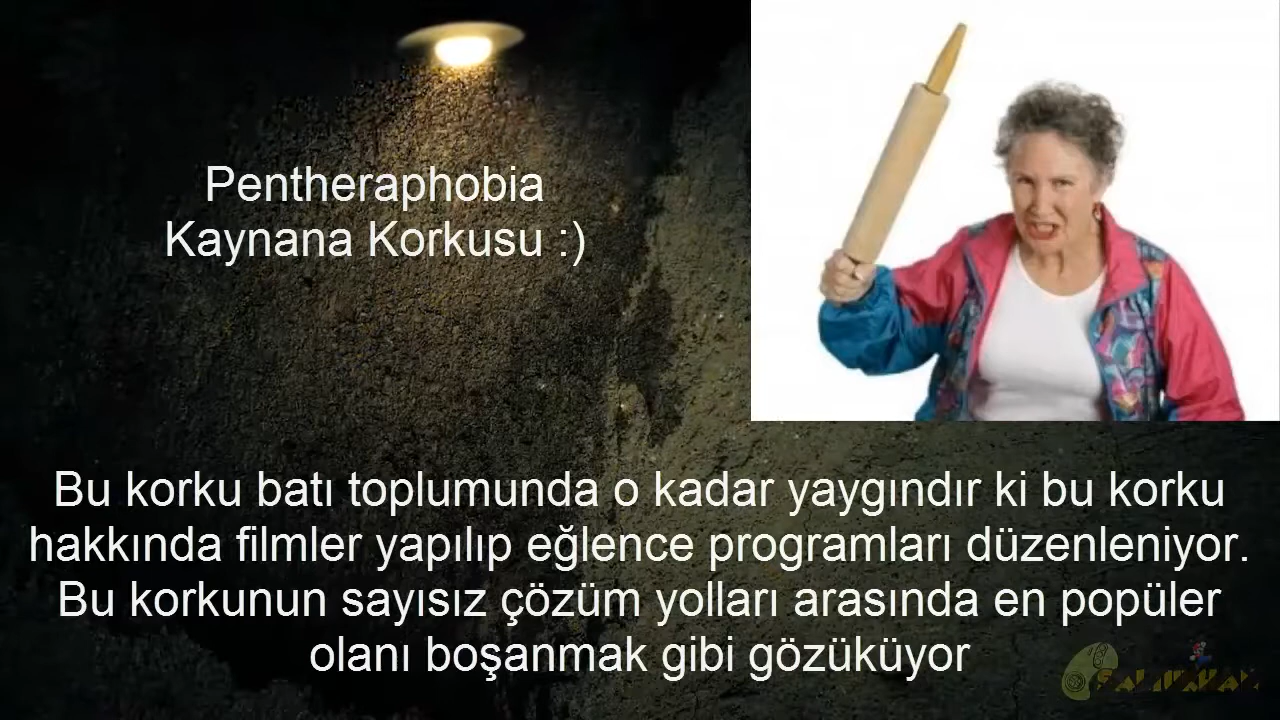 Pentheraphobia
Kaynana Korkusu :)
Bu korku batı toplumunda o kadar yaygındır ki bu korku
hakkında filmler yapılıp eğlence programları düzenleniyor.
Bu korkunun sayısız çözüm yolları arasında en popüler
olanı boşanmak gibi gözüküyor